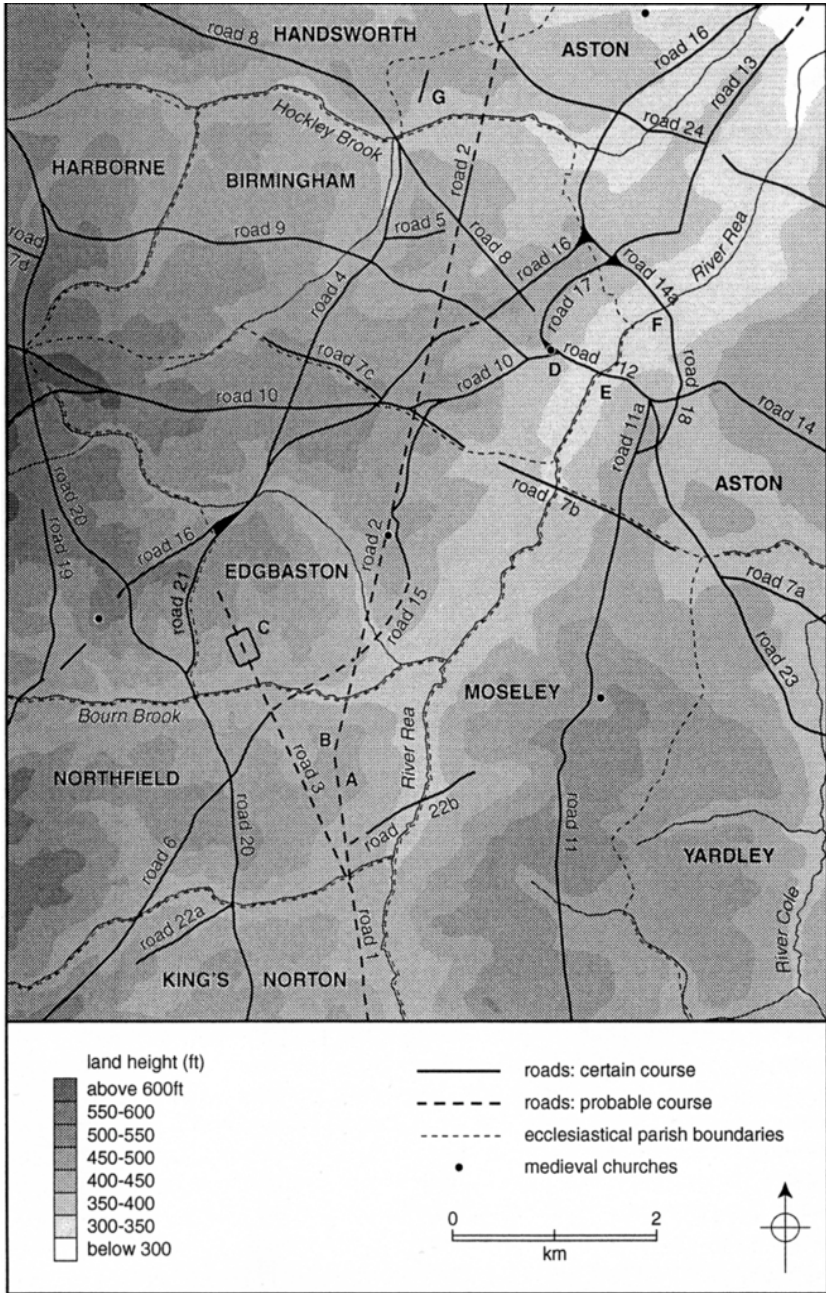 road 8
HANDSWORTH
ASTON
road 16
road 13
G
Hockley Brook
road 24
road 2
HARBORNE
BIRMINGHAM
River Rea
road 5
road 9
road 8
road 16
road
7d
road 4
road 17
road 14a
F
road 7c
road 10
D
road 12
E
road 10
road 11a
road 18
road 14
road 20
road 7b
ASTON
road 2
road 16
road 19
EDGBASTON
road 21
road 15
road 7a
C
road 23
MOSELEY
Bourn Brook
River Rea
B
A
NORTHFIELD
road 3
road 22b
road 20
road 11
road 6
YARDLEY
road 22a
road 1
River Cole
KING'S NORTON
land height (ft)
above 600ft
550-600
500-550
450-500
400-450
350-400
300-350
below 300
roads: certain course
roads: probable course
ecclesiastical parish boundaries
medieval churches
0 2
km